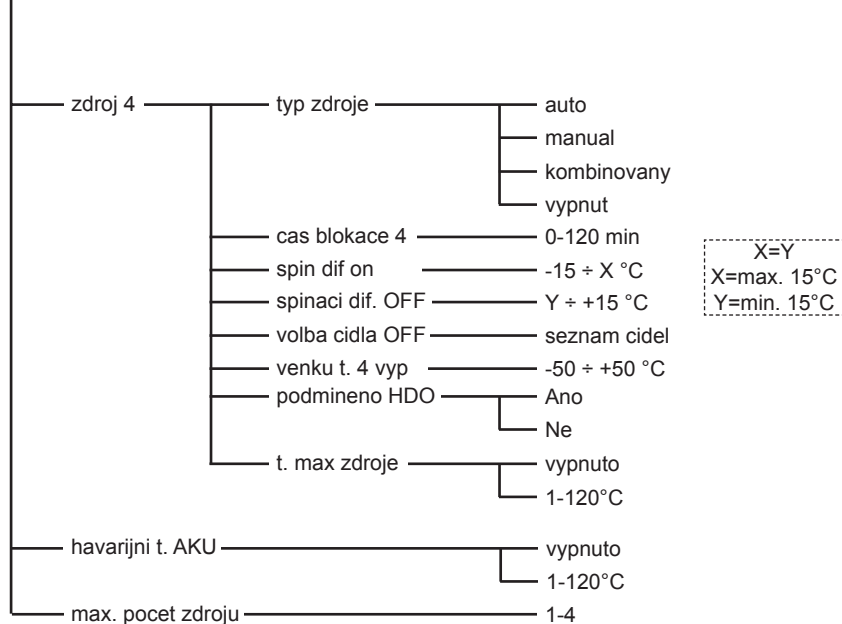 zdroj 4 typ zdroje auto
manual
kombinovany
vypnut
cas blokace 4 0-120 min
spin dif on -15 ÷ X °C
spinaci dif. OFF Y ÷ +15 °C
volba cidla OFF seznam cidel
venku t. 4 vyp -50 ÷ +50 °C
podmineno HDO Ano
Ne
t. max zdroje vypnuto
1-120°C
X=Y
X=max. 15°C
Y=min. 15°C
havarijni t. AKU vypnuto
1-120°C
max. pocet zdroju 1-4